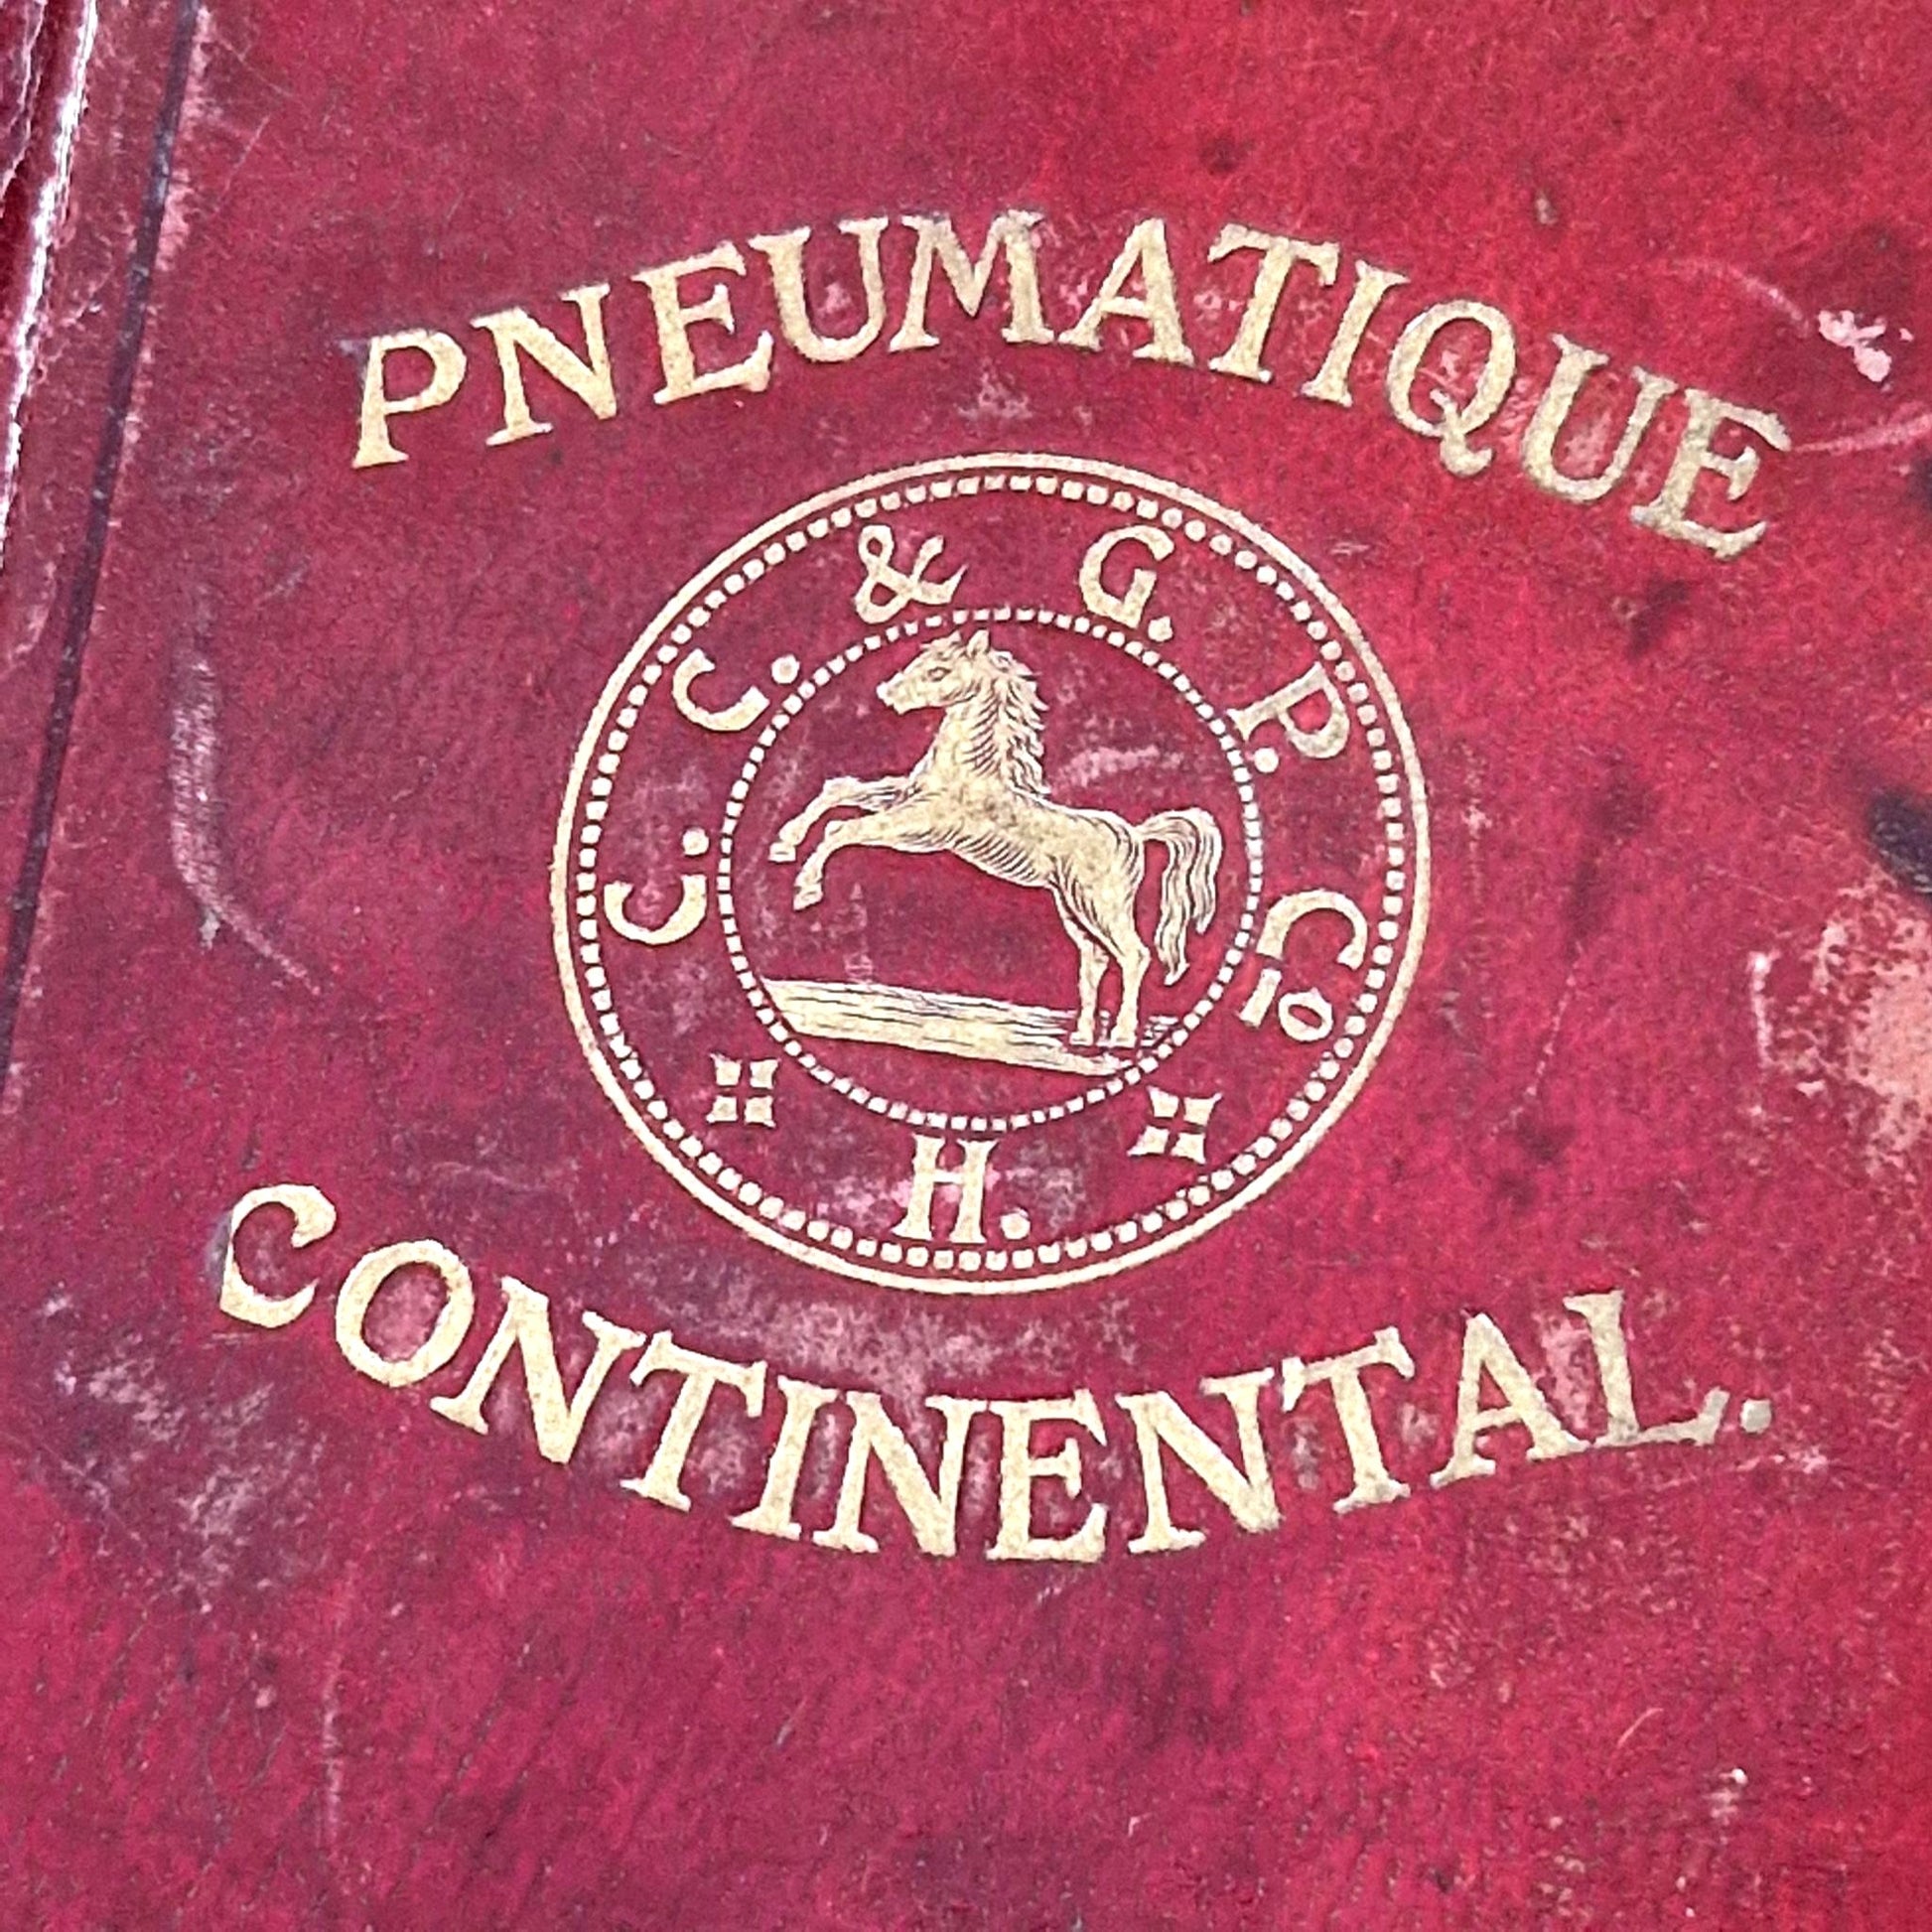 PNEUMATIQUE
C. C. & G. P. Co
H.
CONTINENTAL.